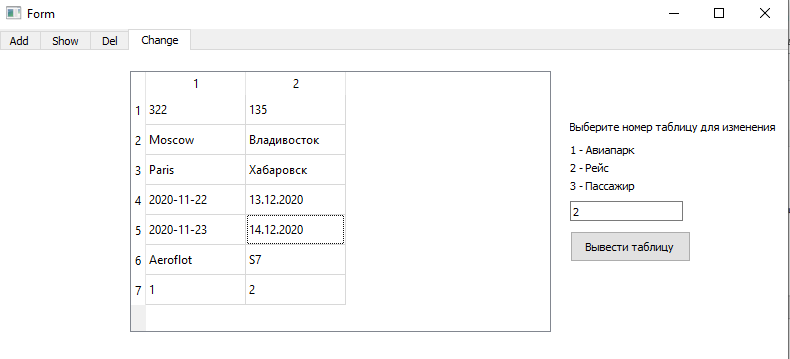 Form
Add Show Del Change
1 2
1 322 135
2 Moscow Владивосток
3 Paris Хабаровск
4 2020-11-22 13.12.2020
5 2020-11-23 14.12.2020
6 Aeroflot S7
7 1 2
Выберите номер таблицу для изменения
1 - Авиапарк
2 - Рейс
3 - Пассажир
2
Вывести таблицу